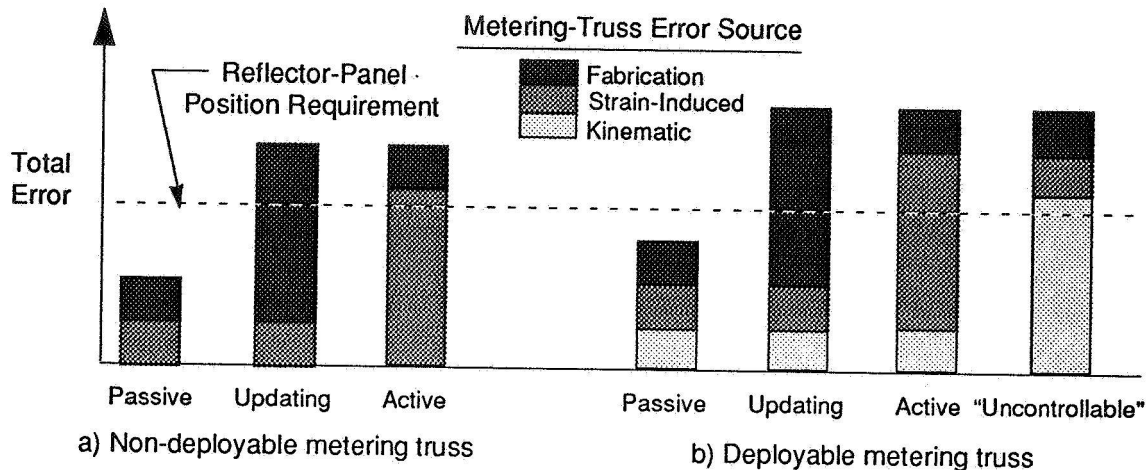 Metering-Truss Error Source
Fabrication
Strain-Induced
Kinematic
Reflector-Panel
Position Requirement
Total
Error
Passive Updating Active
Passive Updating Active "Uncontrollable"
a) Non-deployable metering truss
b) Deployable metering truss